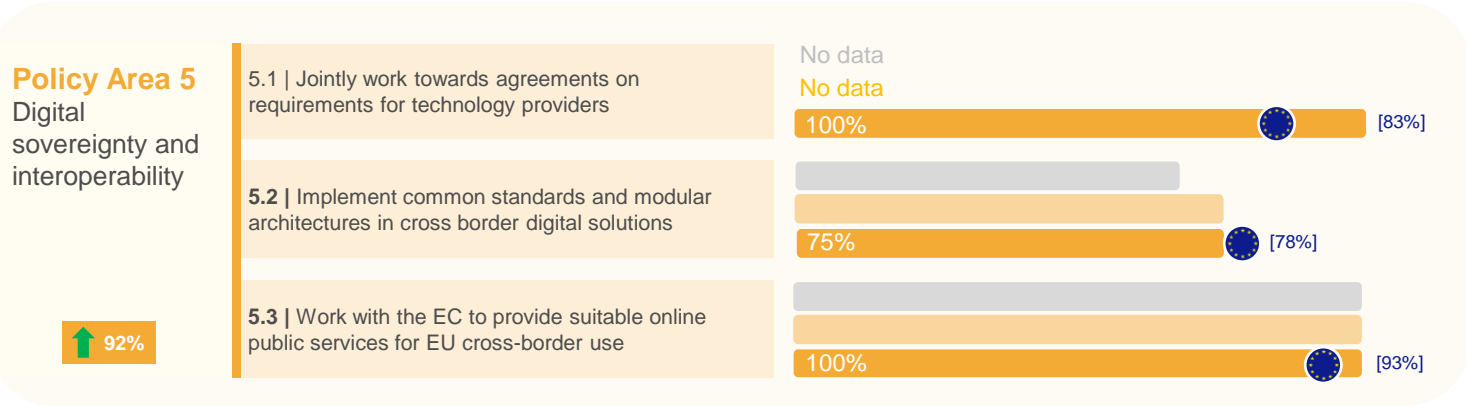 Policy Area 5
Digital
sovereignty and
interoperability
92%
5.1 | Jointly work towards agreements on
requirements for technology providers
No data
No data
100%
[83%]
5.2 | Implement common standards and modular
architectures in cross border digital solutions
75%
[78%]
5.3 | Work with the EC to provide suitable online
public services for EU cross-border use
100%
[93%]